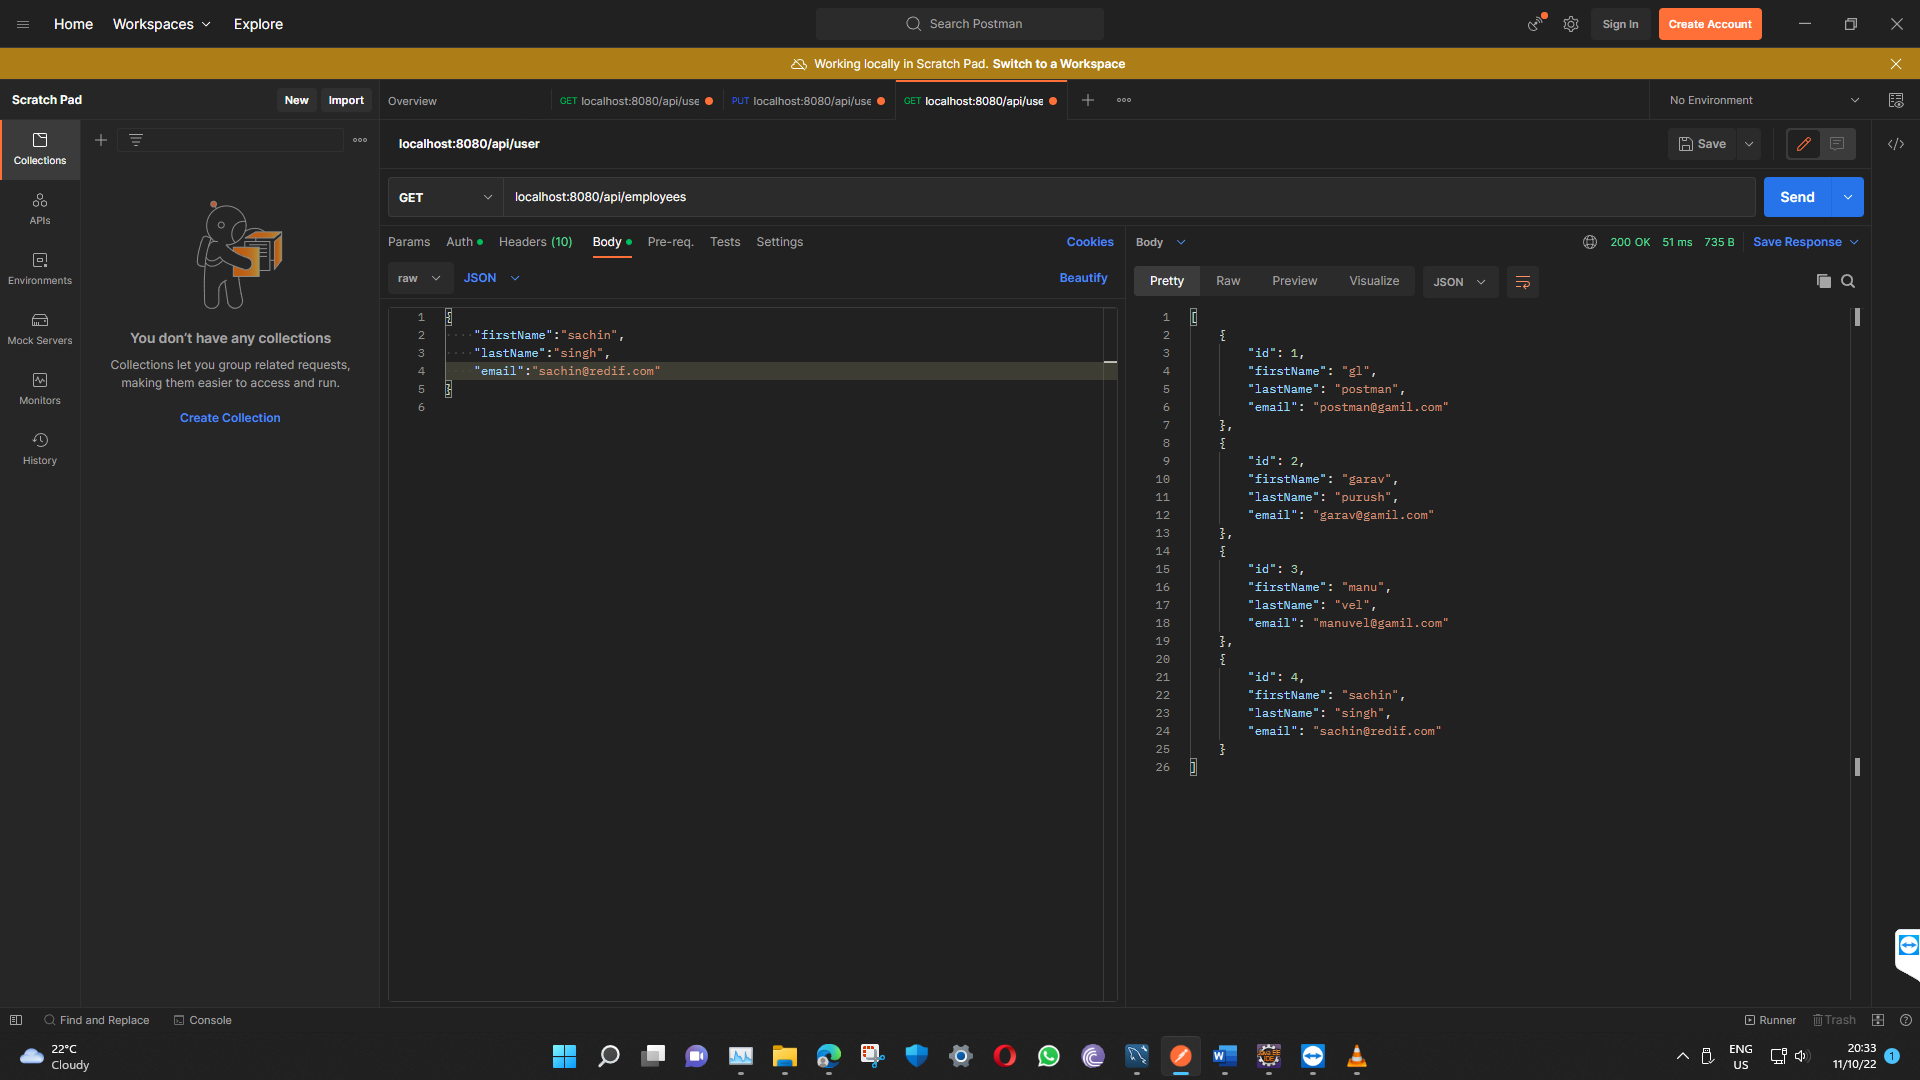 Home Workspaces Explore Search Postman Sign In Create Account
Working locally in Scratch Pad. Switch to a Workspace
Scratch Pad New Import Overview GET localhost:8080/api/use PUT localhost:8080/api/use GET localhost:8080/api/use No Environment
Collections
APIs
Environments
Mock Servers
Monitors
History
You don't have any collections
Collections let you group related requests,
making them easier to access and run.
Create Collection
localhost:8080/api/user Save
GET localhost:8080/api/employees Send
Params Auth Headers (10) Body Pre-req. Tests Settings Cookies
raw JSON Beautify
1 {
2 "firstName":"sachin",
3 "lastName":"singh",
4 "email":"sachin@redif.com"
5 }
6
Body 200 OK 51 ms 735 B Save Response
Pretty Raw Preview Visualize JSON
1 [
2 {
3 "id": 1,
4 "firstName": "gl",
5 "lastName": "postman",
6 "email": "postman@gamil.com"
7 },
8 {
9 "id": 2,
10 "firstName": "garav",
11 "lastName": "purush",
12 "email": "garav@gamil.com"
13 },
14 {
15 "id": 3,
16 "firstName": "manu",
17 "lastName": "vel",
18 "email": "manuvel@gamil.com"
19 },
20 {
21 "id": 4,
22 "firstName": "sachin",
23 "lastName": "singh",
24 "email": "sachin@redif.com"
25 }
26 ]
Find and Replace Console Runner Trash
22°C
Cloudy
ENG
US
20:33
11/10/22
1